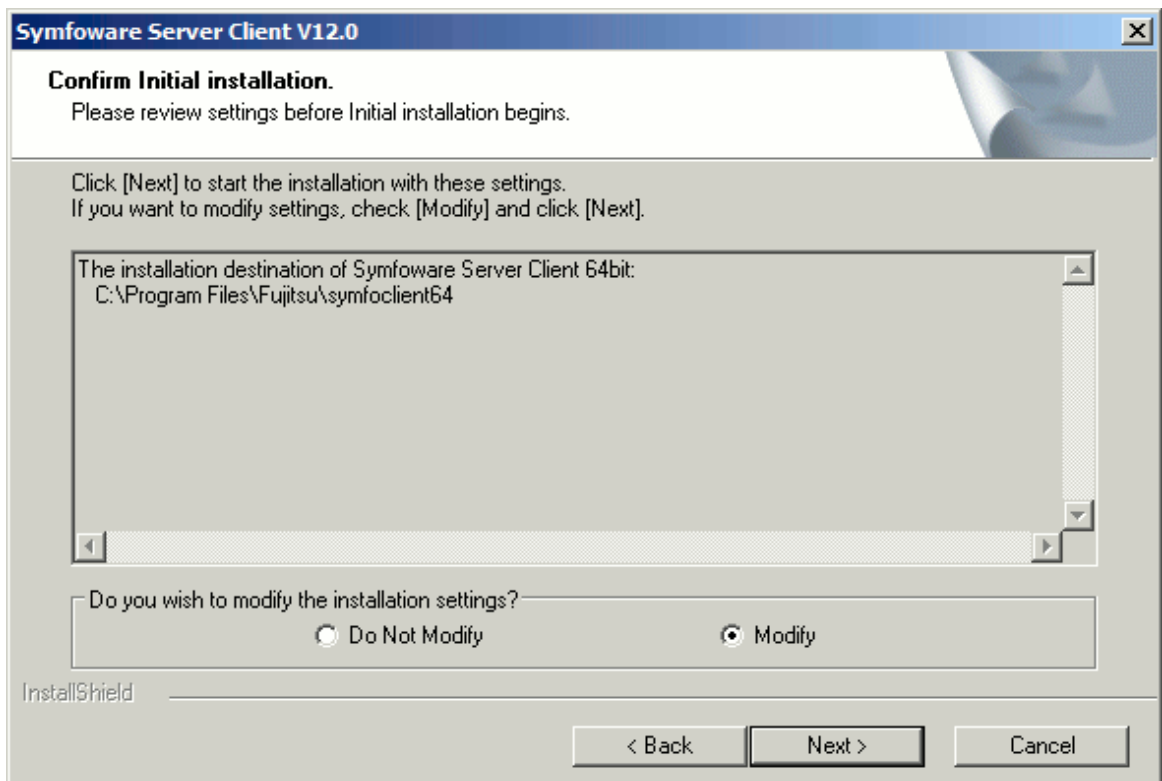 Symfoware Server Client V12.0
Confirm Initial installation.
Please review settings before Initial installation begins.
Click [Next] to start the installation with these settings.
If you want to modify settings, check [Modify] and click [Next].
The installation destination of Symfoware Server Client 64bit:
C:\Program Files\Fujitsu\symfoclient64
Do you wish to modify the installation settings?
Do Not Modify Modify
InstallShield
< Back Next > Cancel